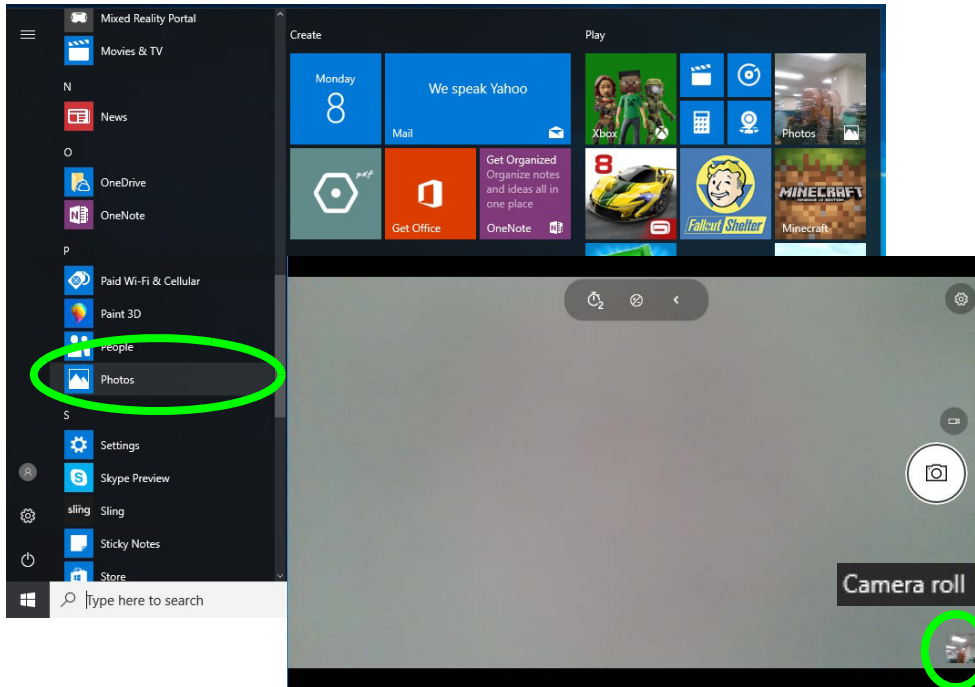 Mixed Reality Portal
Movies & TV
N
News
O
OneDrive
OneNote
P
Paid Wi-Fi & Cellular
Paint 3D
People
Photos
S
Settings
Skype Preview
sling Sling
Sticky Notes
Store
Type here to search
Create
Monday
8
We speak Yahoo
Mail
pdf
Get Office
Get Organized
Organize notes
and ideas all in
one place
OneNote
Play
Xbox
Photos
8
Fallout Shelter
MINECRAFT
Minecraft
2
Camera roll